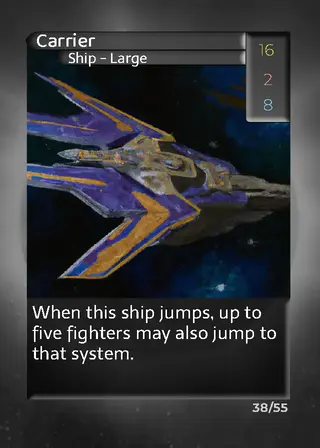 Carrier
Ship – Large
16
2
8
When this ship jumps, up to
five fighters may also jump to
that system.
38/55